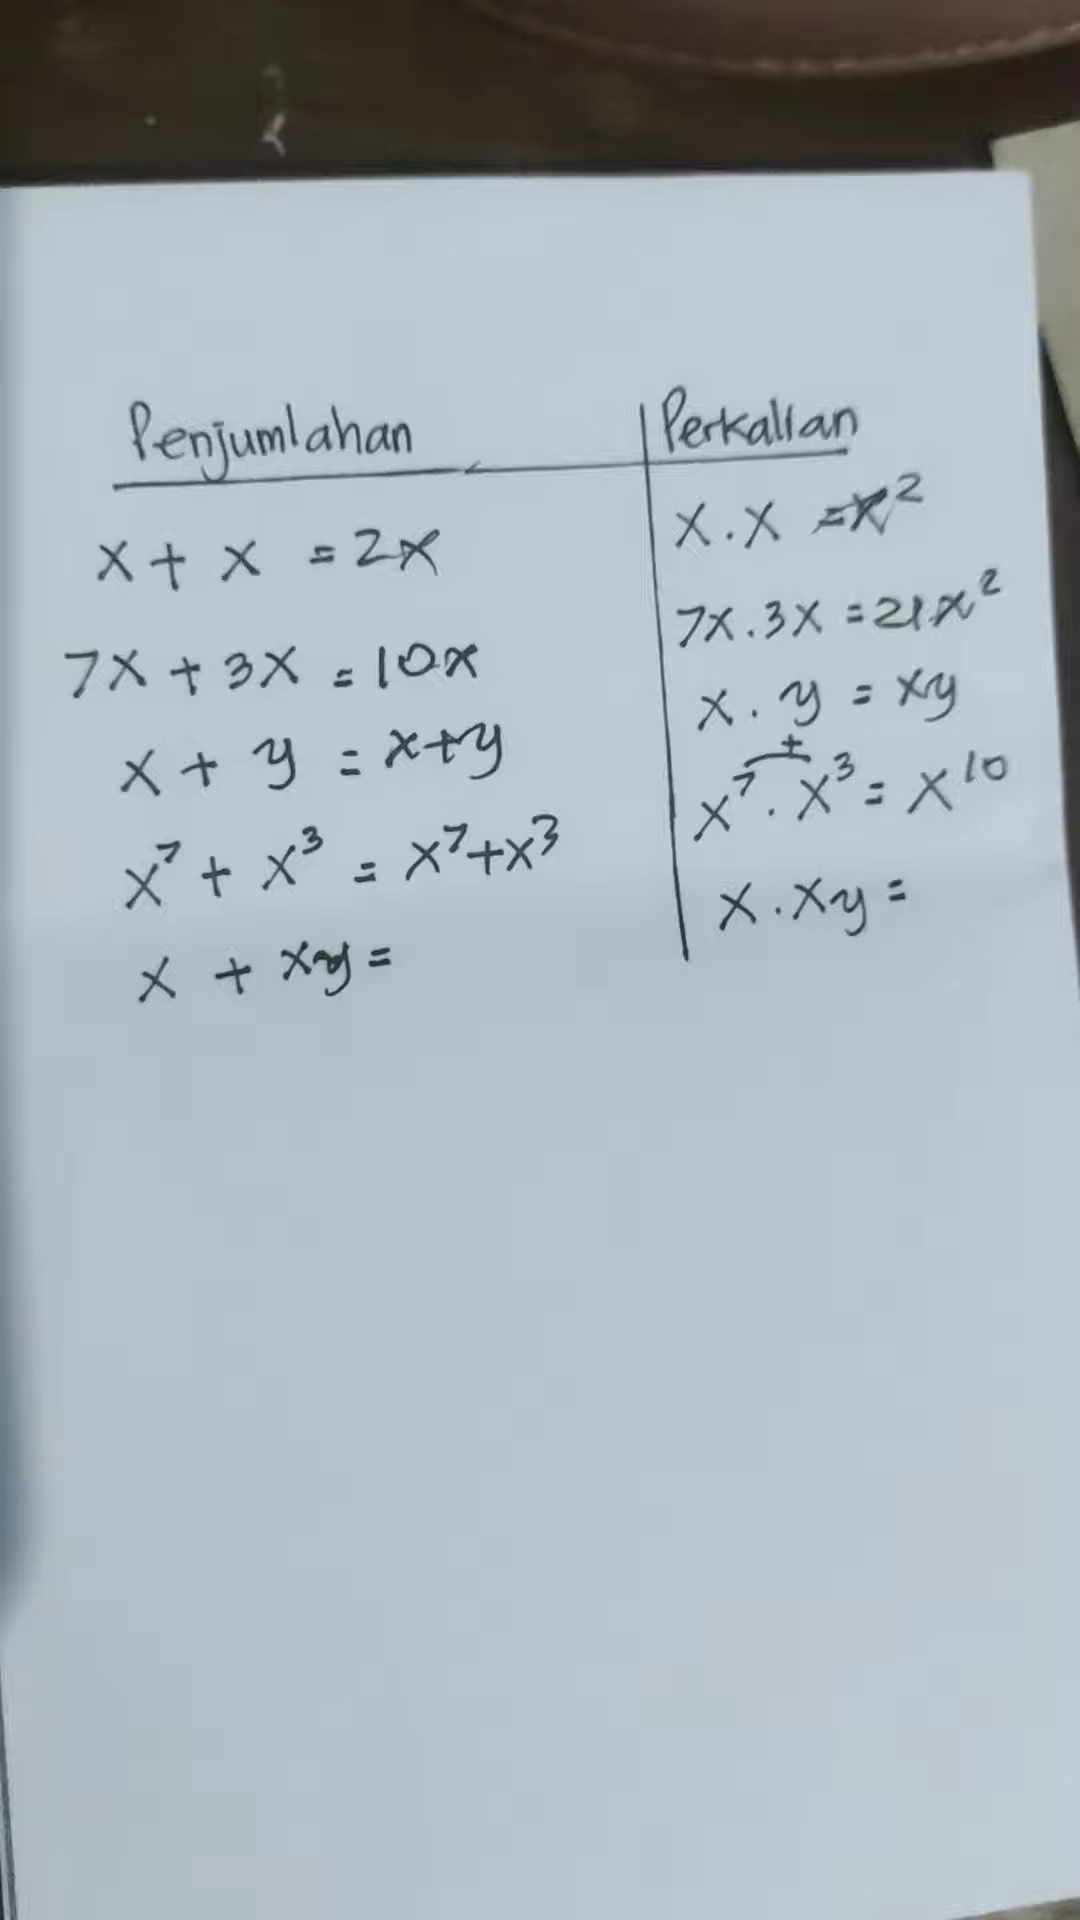 Penjumlahan
x + x = 2x
7x + 3x = 10x
x + y = x+y
x⁷ + x³ = x⁷+x³
x + xy =
Perkalian
x . x = x²
7x . 3x = 21x²
x . y = xy
+
x⁷ . x³ = x¹⁰
x . xy =